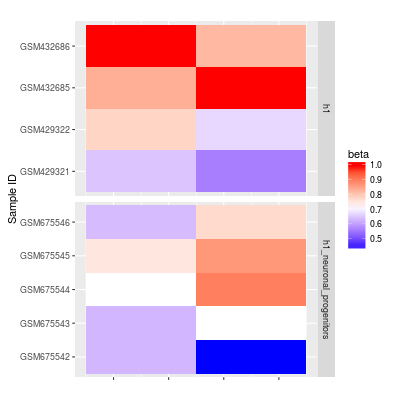 GSM432686
GSM432685
GSM429322
GSM429321
h1
GSM675546
GSM675545
GSM675544
GSM675543
GSM675542
h1_neuronal_progenitors
Sample ID
beta
1.0
0.9
0.8
0.7
0.6
0.5